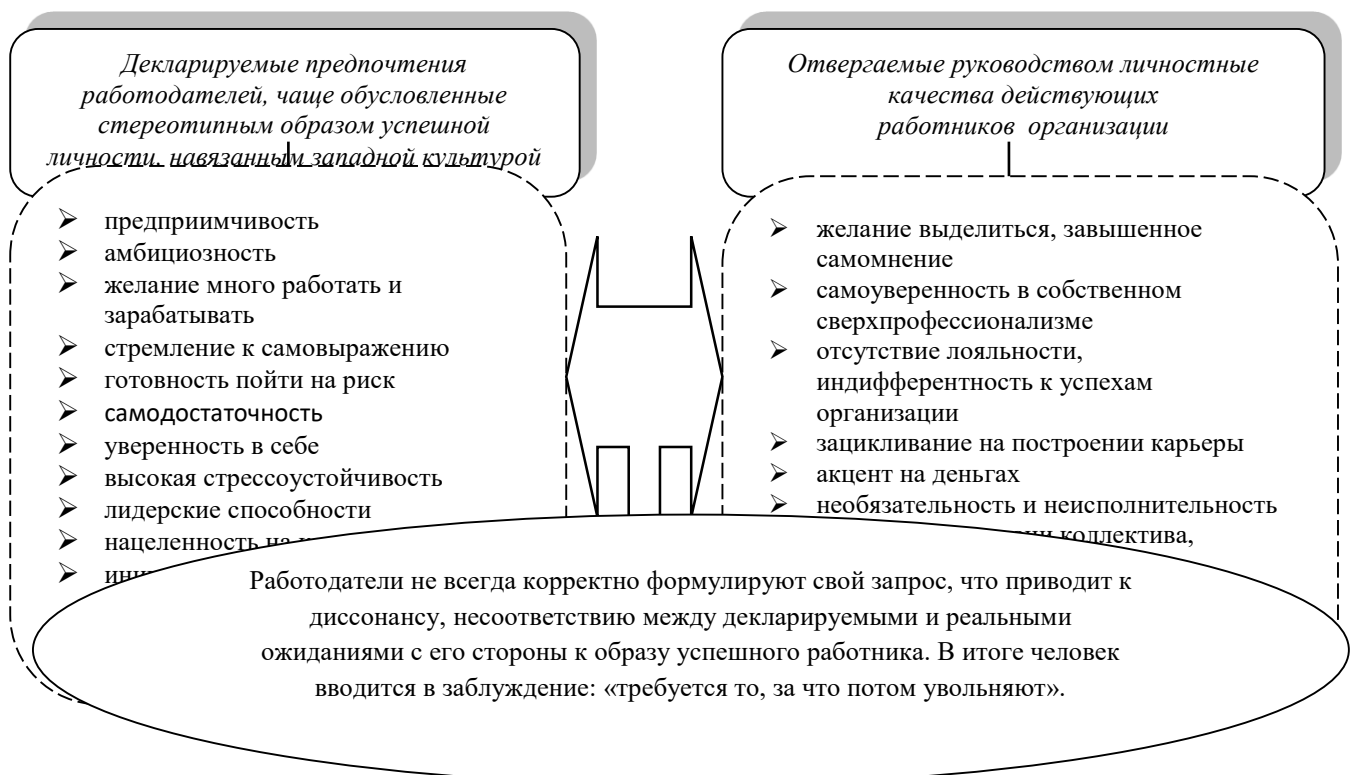 Декларируемые предпочтения
работодателей, чаще обусловленные
стереотипным образом успешной
личности, навязанным западной культурой
предприимчивость
амбициозность
желание много работать и
зарабатывать
стремление к самовыражению
готовность пойти на риск
самодостаточность
уверенность в себе
высокая стрессоустойчивость
лидерские способности
нацеленность на
Отвергаемые руководством личностные
качества действующих
работников организации
желание выделиться, завышенное
самомнение
самоуверенность в собственном
сверхпрофессионализме
отсутствие лояльности,
индифферентность к успехам
организации
зацикливание на построении карьеры
акцент на деньгах
необязательность и неисполнительность
коллектива,
Работодатели не всегда корректно формулируют свой запрос, что приводит к
диссонансу, несоответствию между декларируемыми и реальными
ожиданиями с его стороны к образу успешного работника. В итоге человек
вводится в заблуждение: «требуется то, за что потом увольняют».